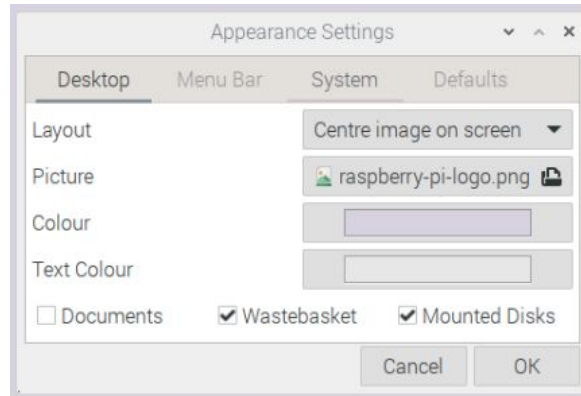 Appearance Settings
Desktop Menu Bar System Defaults
Layout Centre image on screen
Picture raspberry-pi-logo.png
Colour
Text Colour
Documents Wastebasket Mounted Disks
Cancel OK